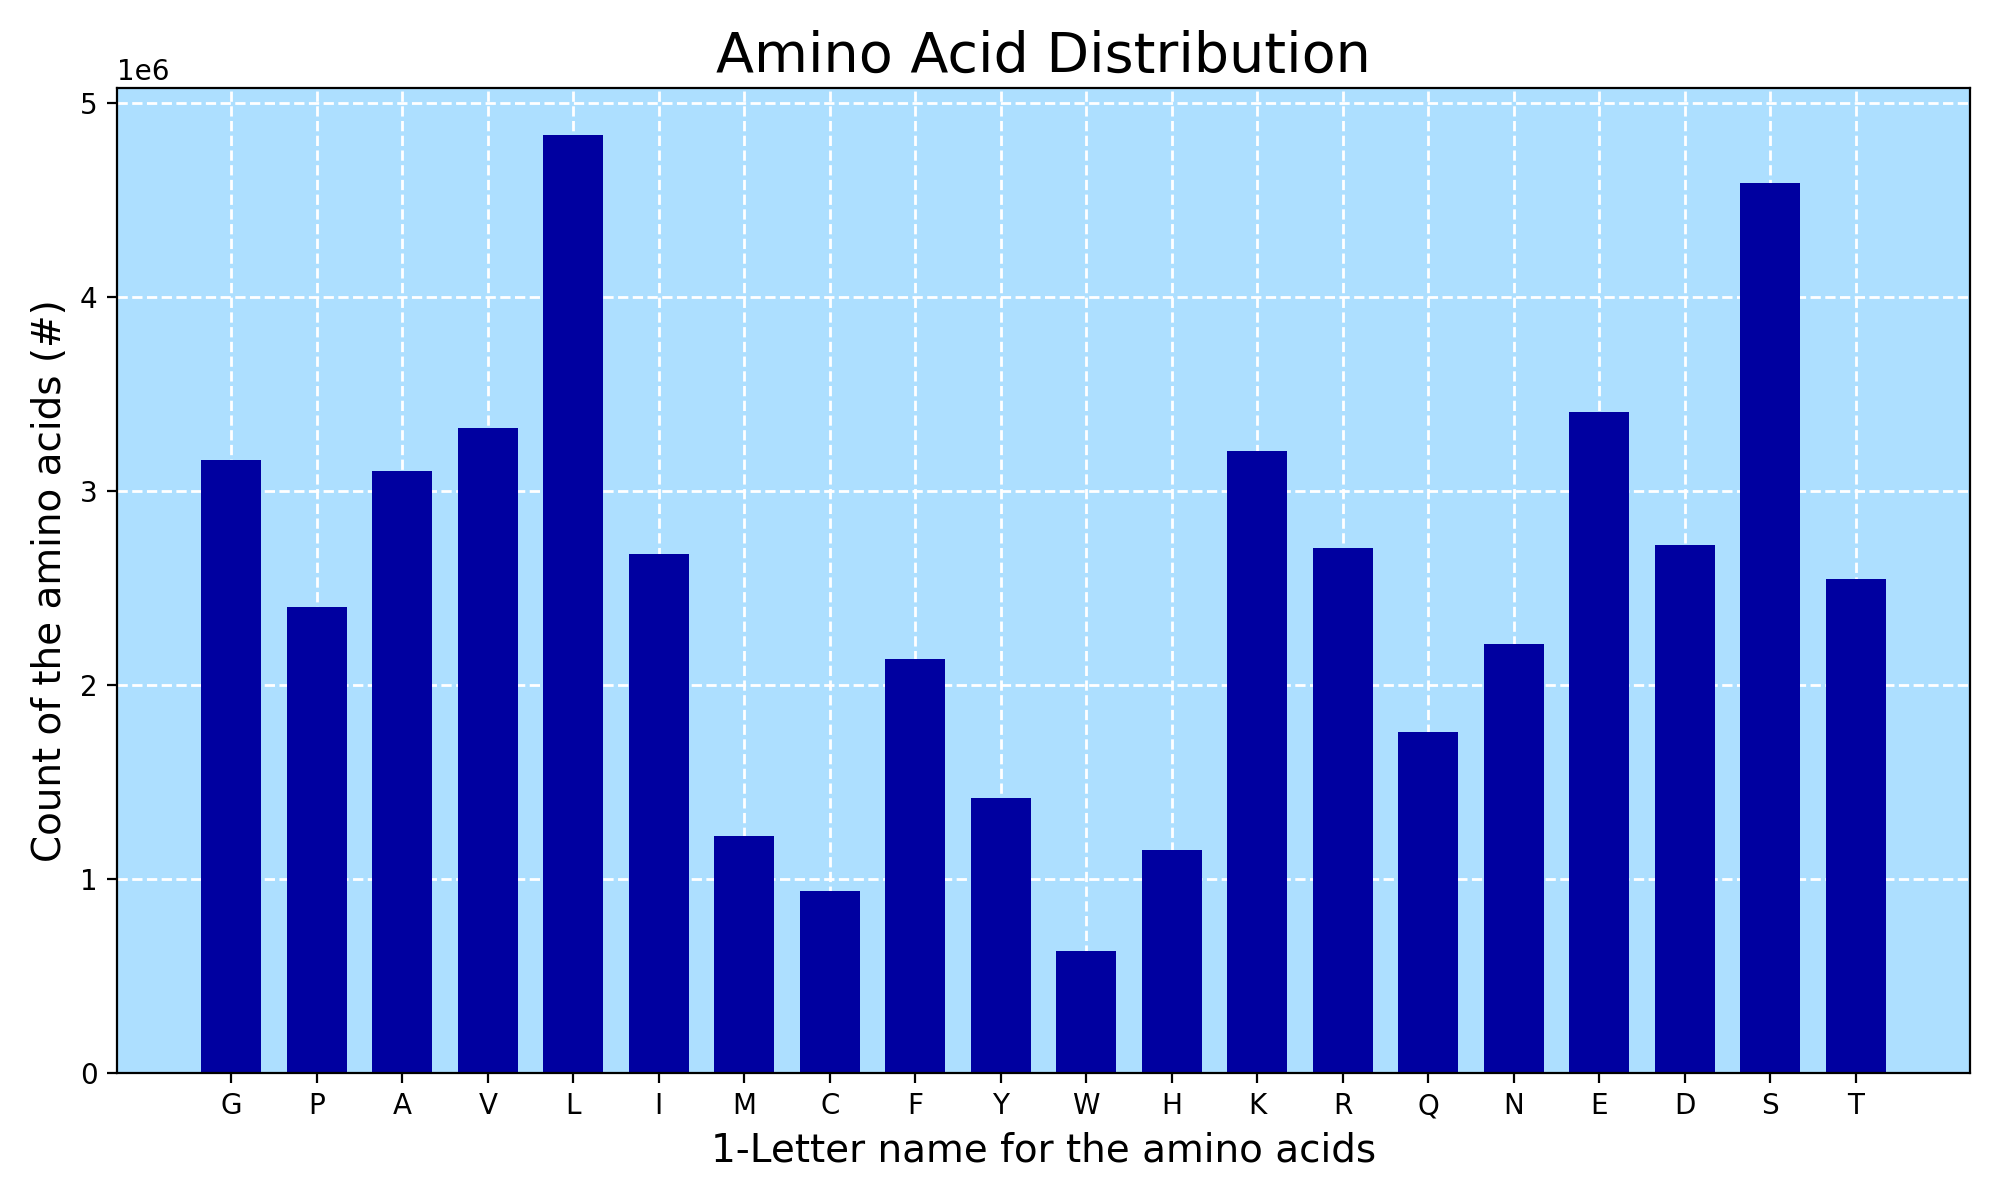 Amino Acid Distribution
1e6
5
4
3
2
1
0
Count of the amino acids (#)
G P A V L I M C F Y W H K R Q N E D S T
1-Letter name for the amino acids